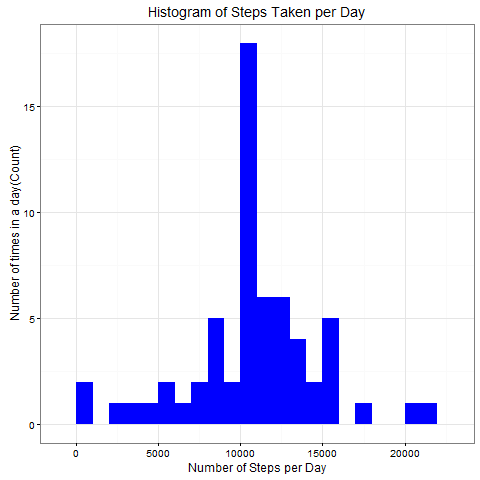 Histogram of Steps Taken per Day
Number of times in a day(Count)
15
10
5
0
0 5000 10000 15000 20000
Number of Steps per Day